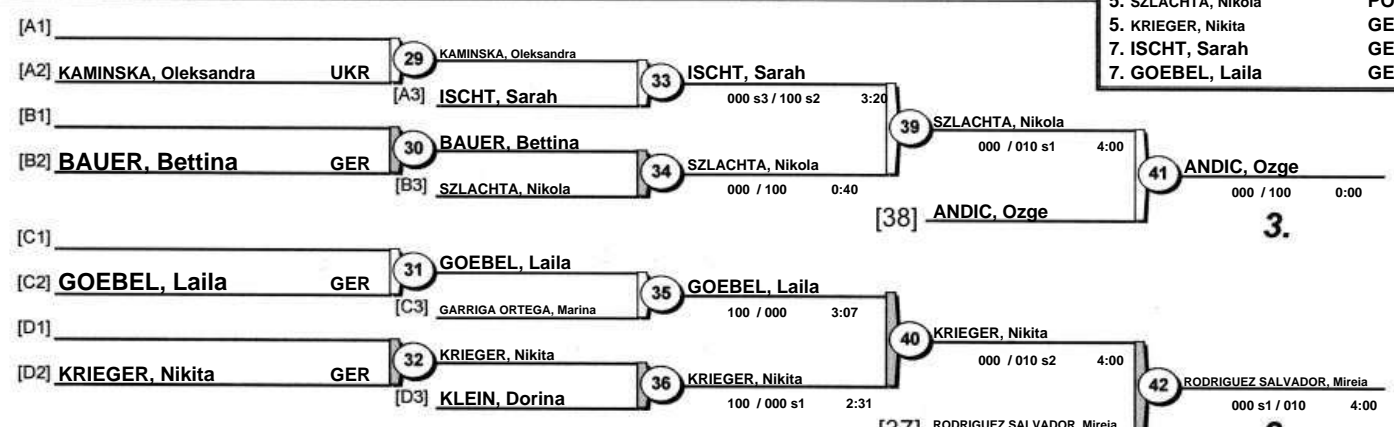 5. SZLACHTA, Nikola PO
5. KRIEGER, Nikita GE
7. ISCHT, Sarah GE
7. GOEBEL, Laila GE
[A1]
[A2] KAMINSKA, Oleksandra UKR
29 KAMINSKA, Oleksandra
[A3] ISCHT, Sarah
33 ISCHT, Sarah
000 s3 / 100 s2 3:20
[B1]
[B2] BAUER, Bettina GER
30 BAUER, Bettina
[B3] SZLACHTA, Nikola
34 SZLACHTA, Nikola
000 / 100 0:40
39 SZLACHTA, Nikola
000 / 010 s1 4:00
[38] ANDIC, Ozge
41 ANDIC, Ozge
000 / 100 0:00
3.
[C1]
[C2] GOEBEL, Laila GER
31 GOEBEL, Laila
[C3] GARRIGA ORTEGA, Marina
35 GOEBEL, Laila
100 / 000 3:07
[D1]
[D2] KRIEGER, Nikita GER
32 KRIEGER, Nikita
[D3] KLEIN, Dorina
36 KRIEGER, Nikita
100 / 000 s1 2:31
40 KRIEGER, Nikita
000 / 010 s2 4:00
[37] RODRIGUEZ SALVADOR, Mireia
42 RODRIGUEZ SALVADOR, Mireia
000 s1 / 010 4:00